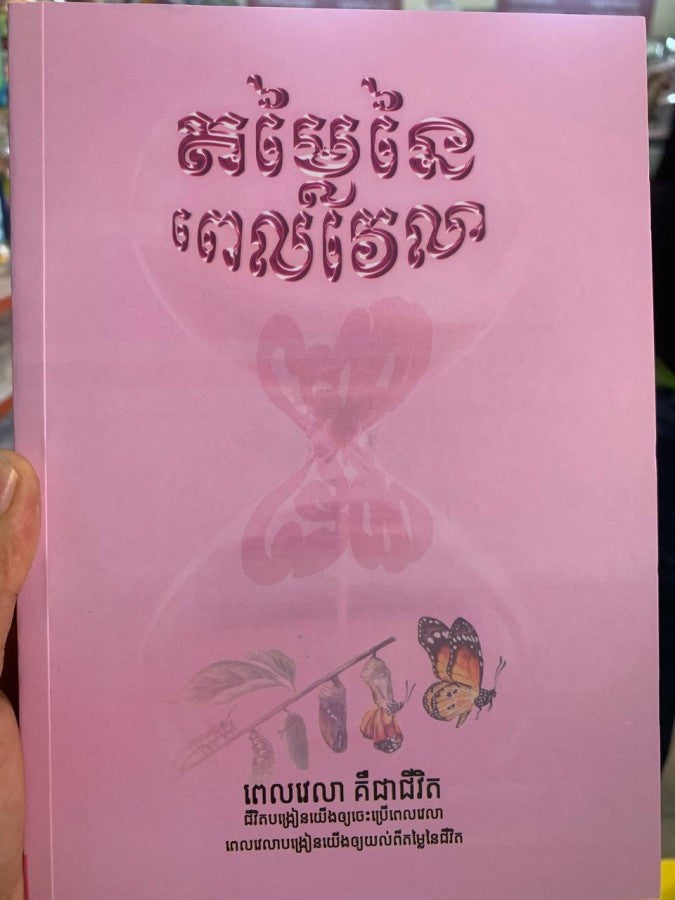 តម្លៃនៃ
ពេលវេលា
ពេលវេលា គឺជាជីវិត
ជីវិតបង្រៀនយើងឲ្យចេះប្រើពេលវេលា
ពេលវេលាបង្រៀនយើងឲ្យយល់ពីតម្លៃនៃជីវិត